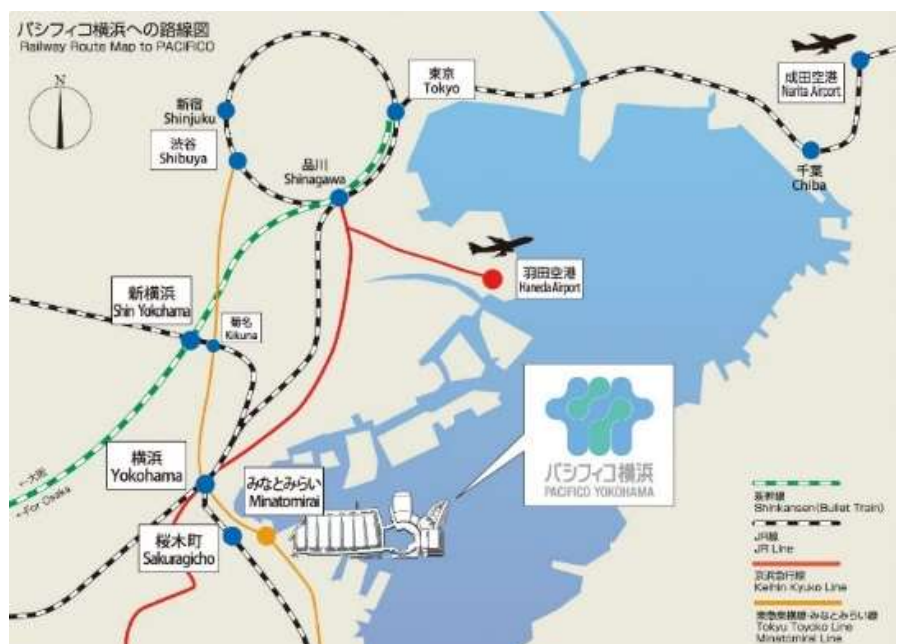 パシフィコ横浜への路線図
Railway Route Map to PACIFICO
N
新宿
Shinjuku
渋谷
Shibuya
品川
Shinagawa
東京
Tokyo
成田空港
Narita Airport
千葉
Chiba
羽田空港
Haneda Airport
新横浜
Shin Yokohama
菊名
Kikuna
←大阪
←For Osaka
横浜
Yokohama
みなとみらい
Minatomirai
桜木町
Sakuragicho
パシフィコ横浜
PACIFICO YOKOHAMA
新幹線
Shinkansen(Bullet Train)
JR線
JR Line
京浜急行線
Keihin Kyuko Line
東急東横線・みなとみらい線
Tokyu Toyoko Line
Minatomirai Line